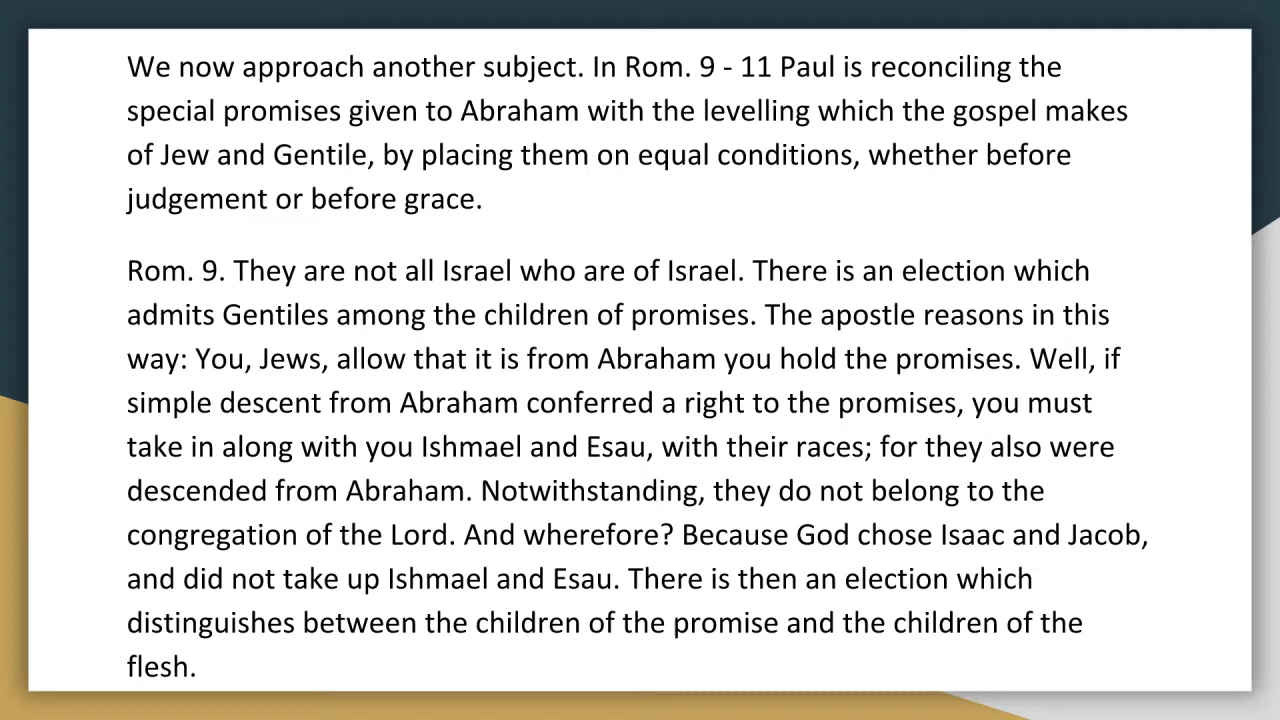 We now approach another subject. In Rom. 9 - 11 Paul is reconciling the
special promises given to Abraham with the levelling which the gospel makes
of Jew and Gentile, by placing them on equal conditions, whether before
judgement or before grace.
Rom. 9. They are not all Israel who are of Israel. There is an election which
admits Gentiles among the children of promises. The apostle reasons in this
way: You, Jews, allow that it is from Abraham you hold the promises. Well, if
simple descent from Abraham conferred a right to the promises, you must
take in along with you Ishmael and Esau, with their races; for they also were
descended from Abraham. Notwithstanding, they do not belong to the
congregation of the Lord. And wherefore? Because God chose Isaac and Jacob,
and did not take up Ishmael and Esau. There is then an election which
distinguishes between the children of the promise and the children of the
flesh.